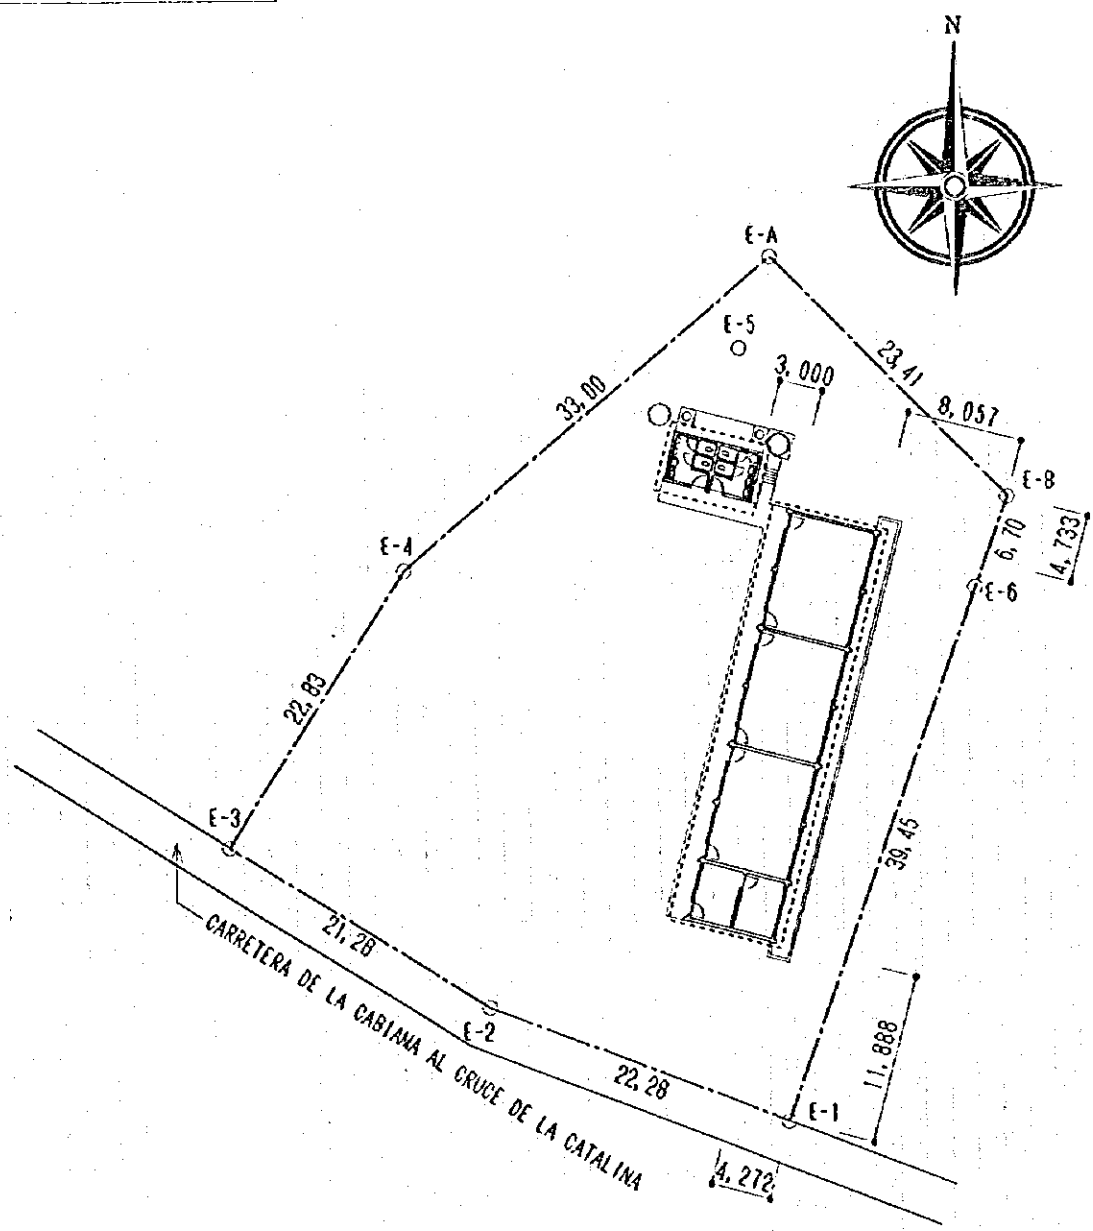 N
E-A
E-5
23,41
3,000
33,00
8,057
E-8
6,70
4,733
E-4
E-6
22,83
39,45
E-3
21,28
CARRETERA DE LA CABIAMA AL CRUCE DE LA CATALINA
E-2
11,888
22,28
E-1
4,272